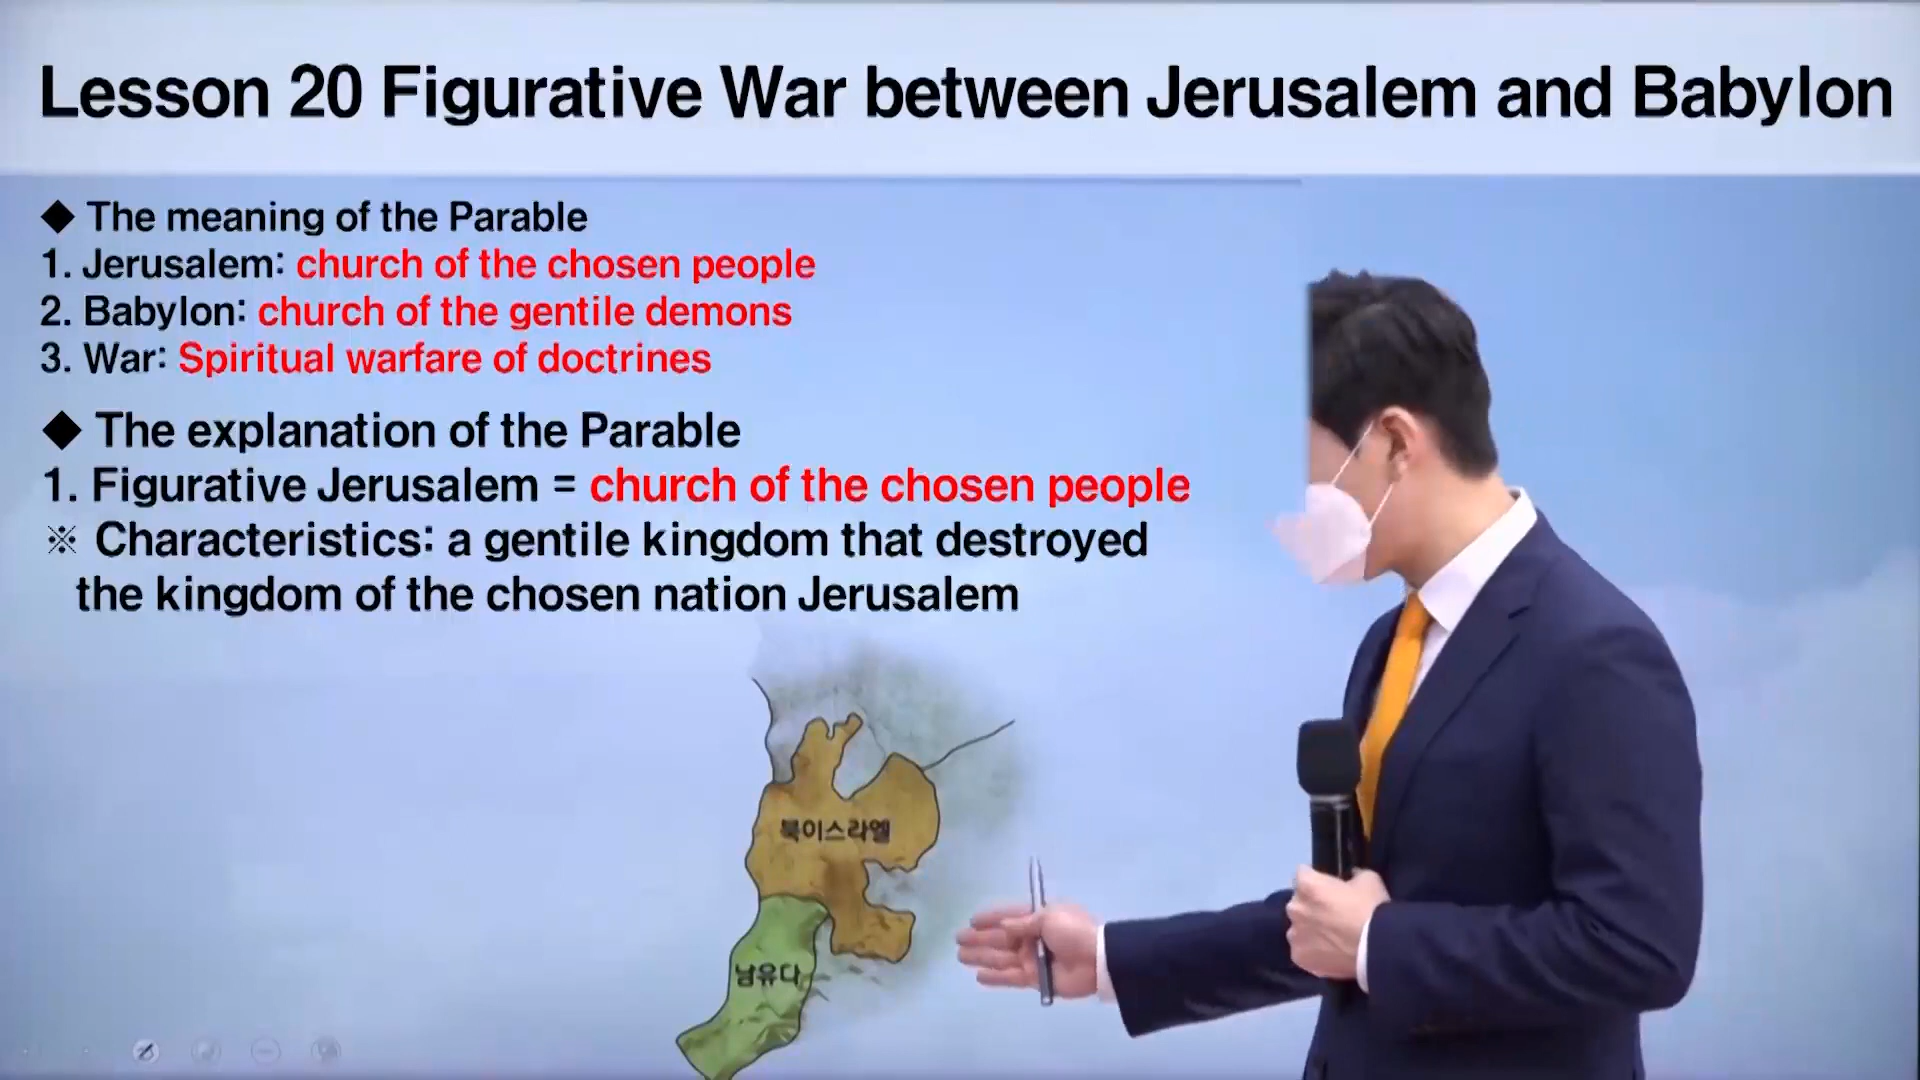 Lesson 20 Figurative War between Jerusalem and Babylon
◆ The meaning of the Parable
1. Jerusalem: church of the chosen people
2. Babylon: church of the gentile demons
3. War: Spiritual warfare of doctrines
◆ The explanation of the Parable
1. Figurative Jerusalem = church of the chosen people
※ Characteristics: a gentile kingdom that destroyed
the kingdom of the chosen nation Jerusalem
북이스라엘
남유다